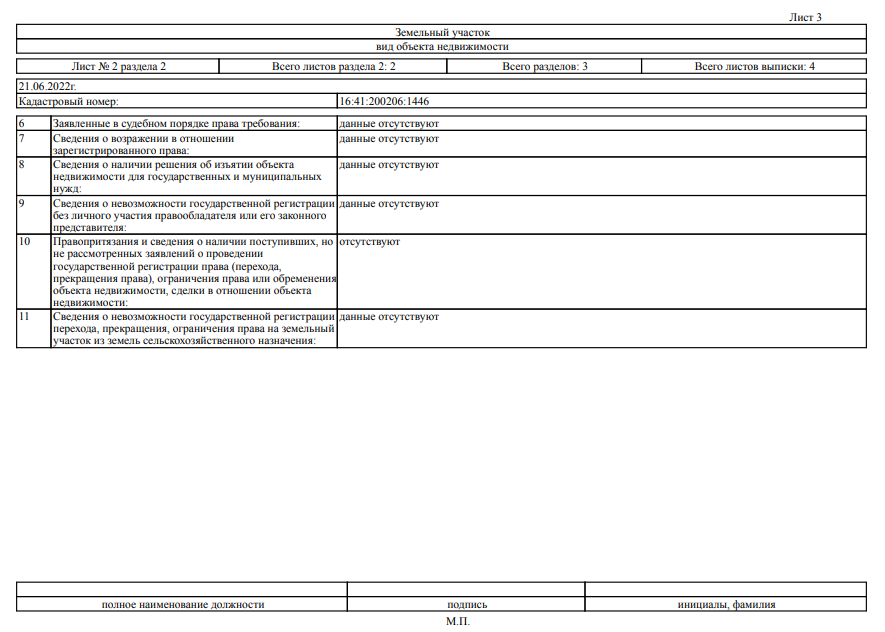 Лист 3
Земельный участок
вид объекта недвижимости
Лист № 2 раздела 2 Всего листов раздела 2: 2 Всего разделов: 3 Всего листов выписки: 4
21.06.2022г.
Кадастровый номер: 16:41:200206:1446
6 Заявленные в судебном порядке права требования: данные отсутствуют
7 Сведения о возражении в отношении данные отсутствуют
зарегистрированного права:
8 Сведения о наличии решения об изъятии объекта данные отсутствуют
недвижимости для государственных и муниципальных
нужд:
9 Сведения о невозможности государственной регистрации данные отсутствуют
без личного участия правообладателя или его законного
представителя:
10 Правопритязания и сведения о наличии поступивших, но отсутствуют
не рассмотренных заявлений о проведении
государственной регистрации права (перехода,
прекращения права), ограничения права или обременения
объекта недвижимости, сделки в отношении объекта
недвижимости:
11 Сведения о невозможности государственной регистрации данные отсутствуют
перехода, прекращения, ограничения права на земельный
участок из земель сельскохозяйственного назначения:
полное наименование должности подпись инициалы, фамилия
М.П.